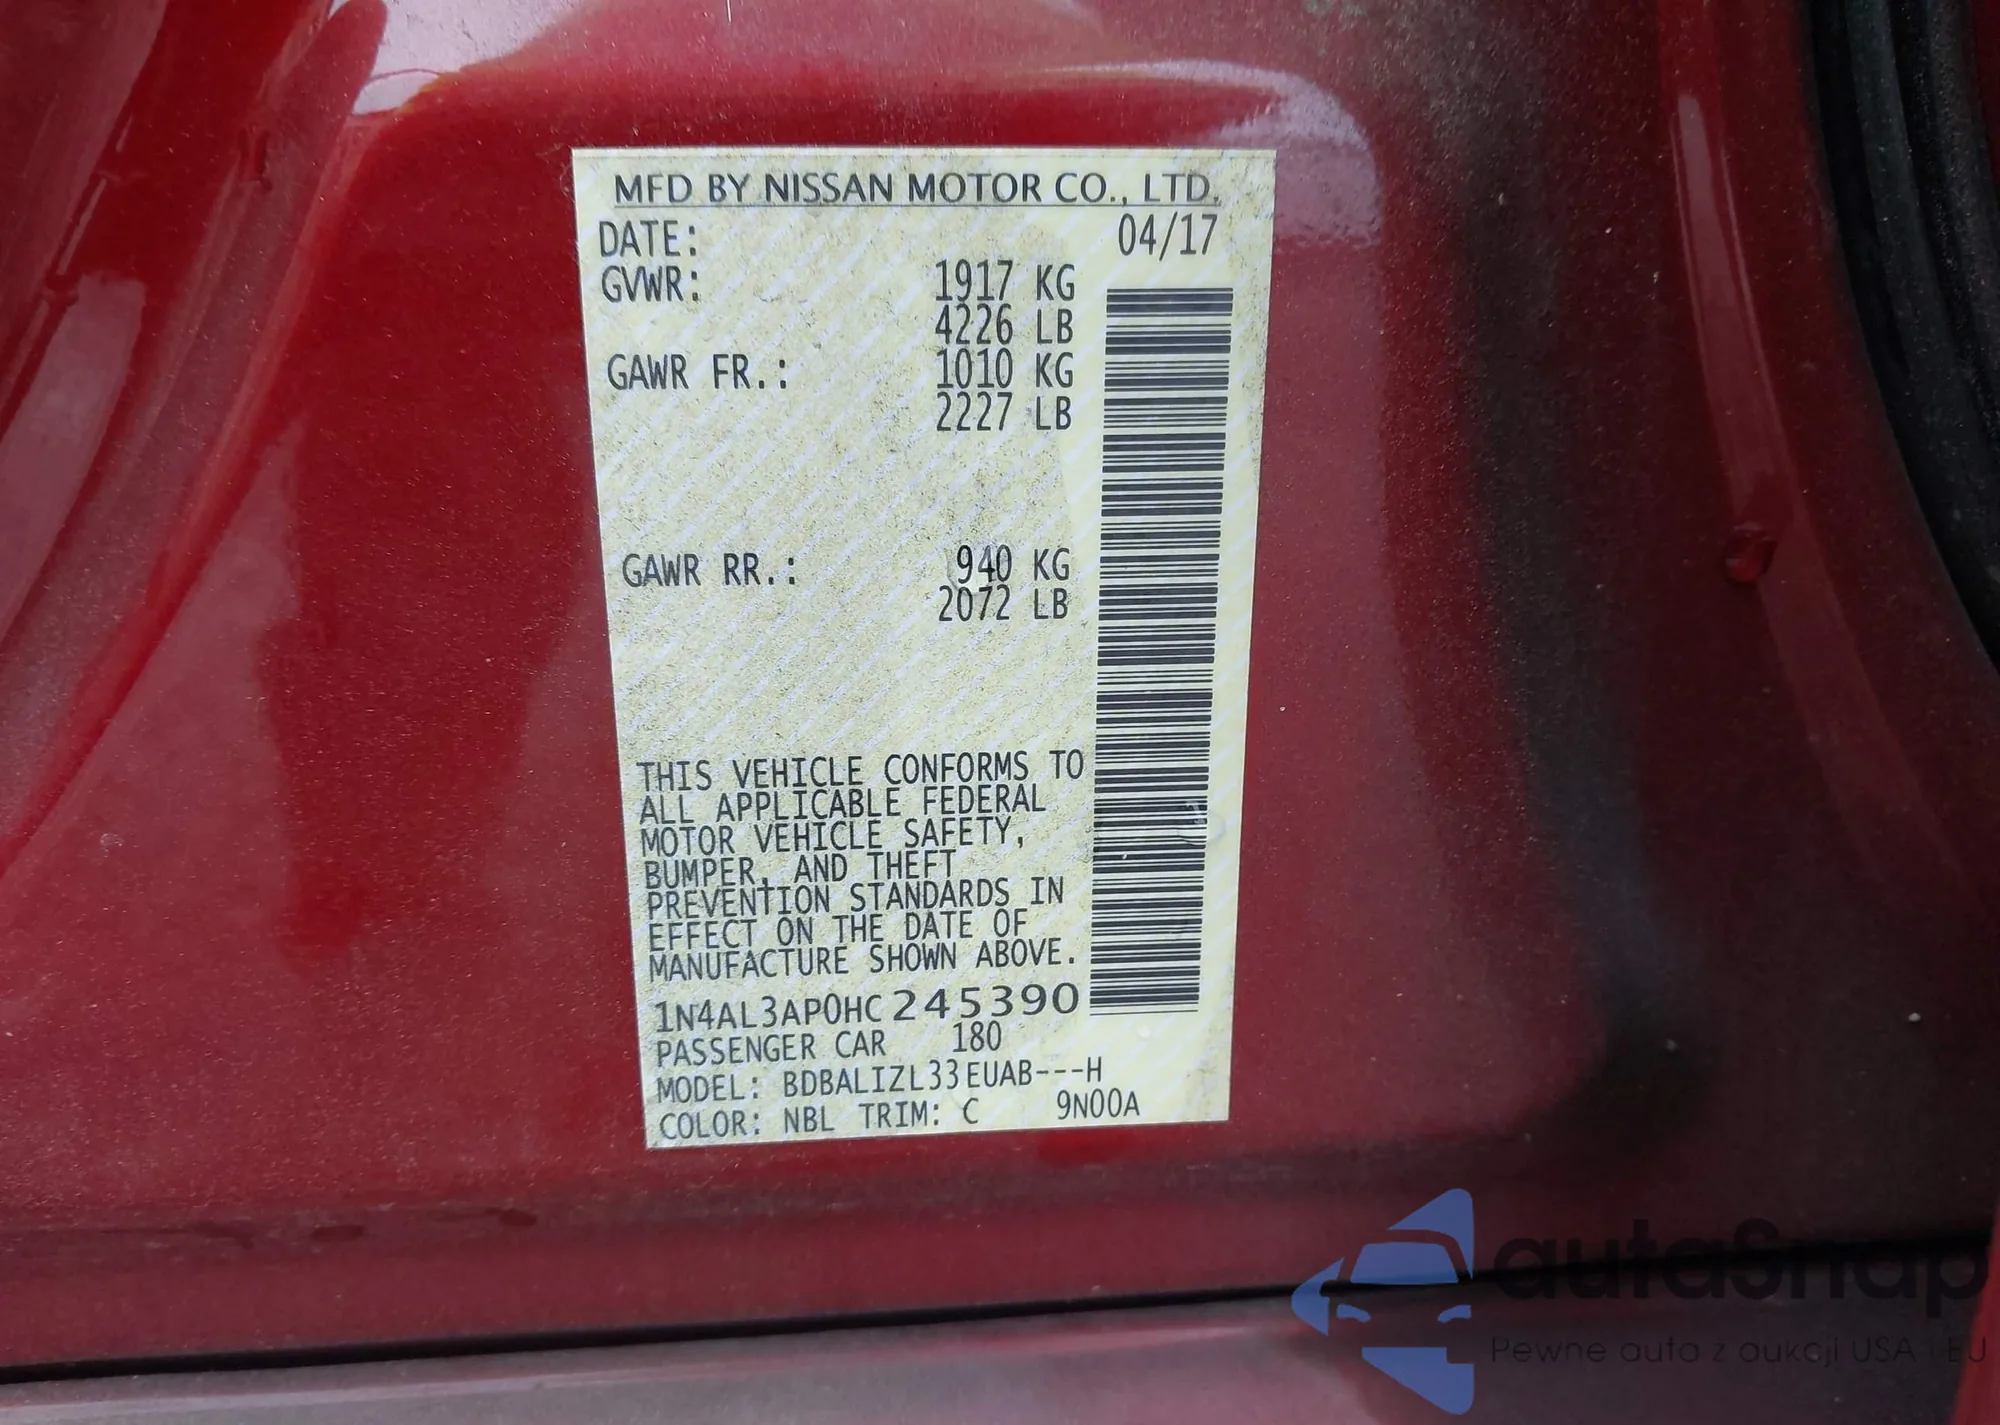 MFD BY NISSAN MOTOR CO., LTD.
DATE: 04/17
GVWR: 1917 KG
4226 LB
GAWR FR.: 1010 KG
2227 LB
GAWR RR.: 940 KG
2072 LB
THIS VEHICLE CONFORMS TO
ALL APPLICABLE FEDERAL
MOTOR VEHICLE SAFETY,
BUMPER, AND THEFT
PREVENTION STANDARDS IN
EFFECT ON THE DATE OF
MANUFACTURE SHOWN ABOVE.
1N4AL3AP0HC245390
PASSENGER CAR 180
MODEL: BDBALIZL33EUAB---H
COLOR: NBL TRIM: C 9N00A
autaSnap
Pewne auto z aukcji USA i EU